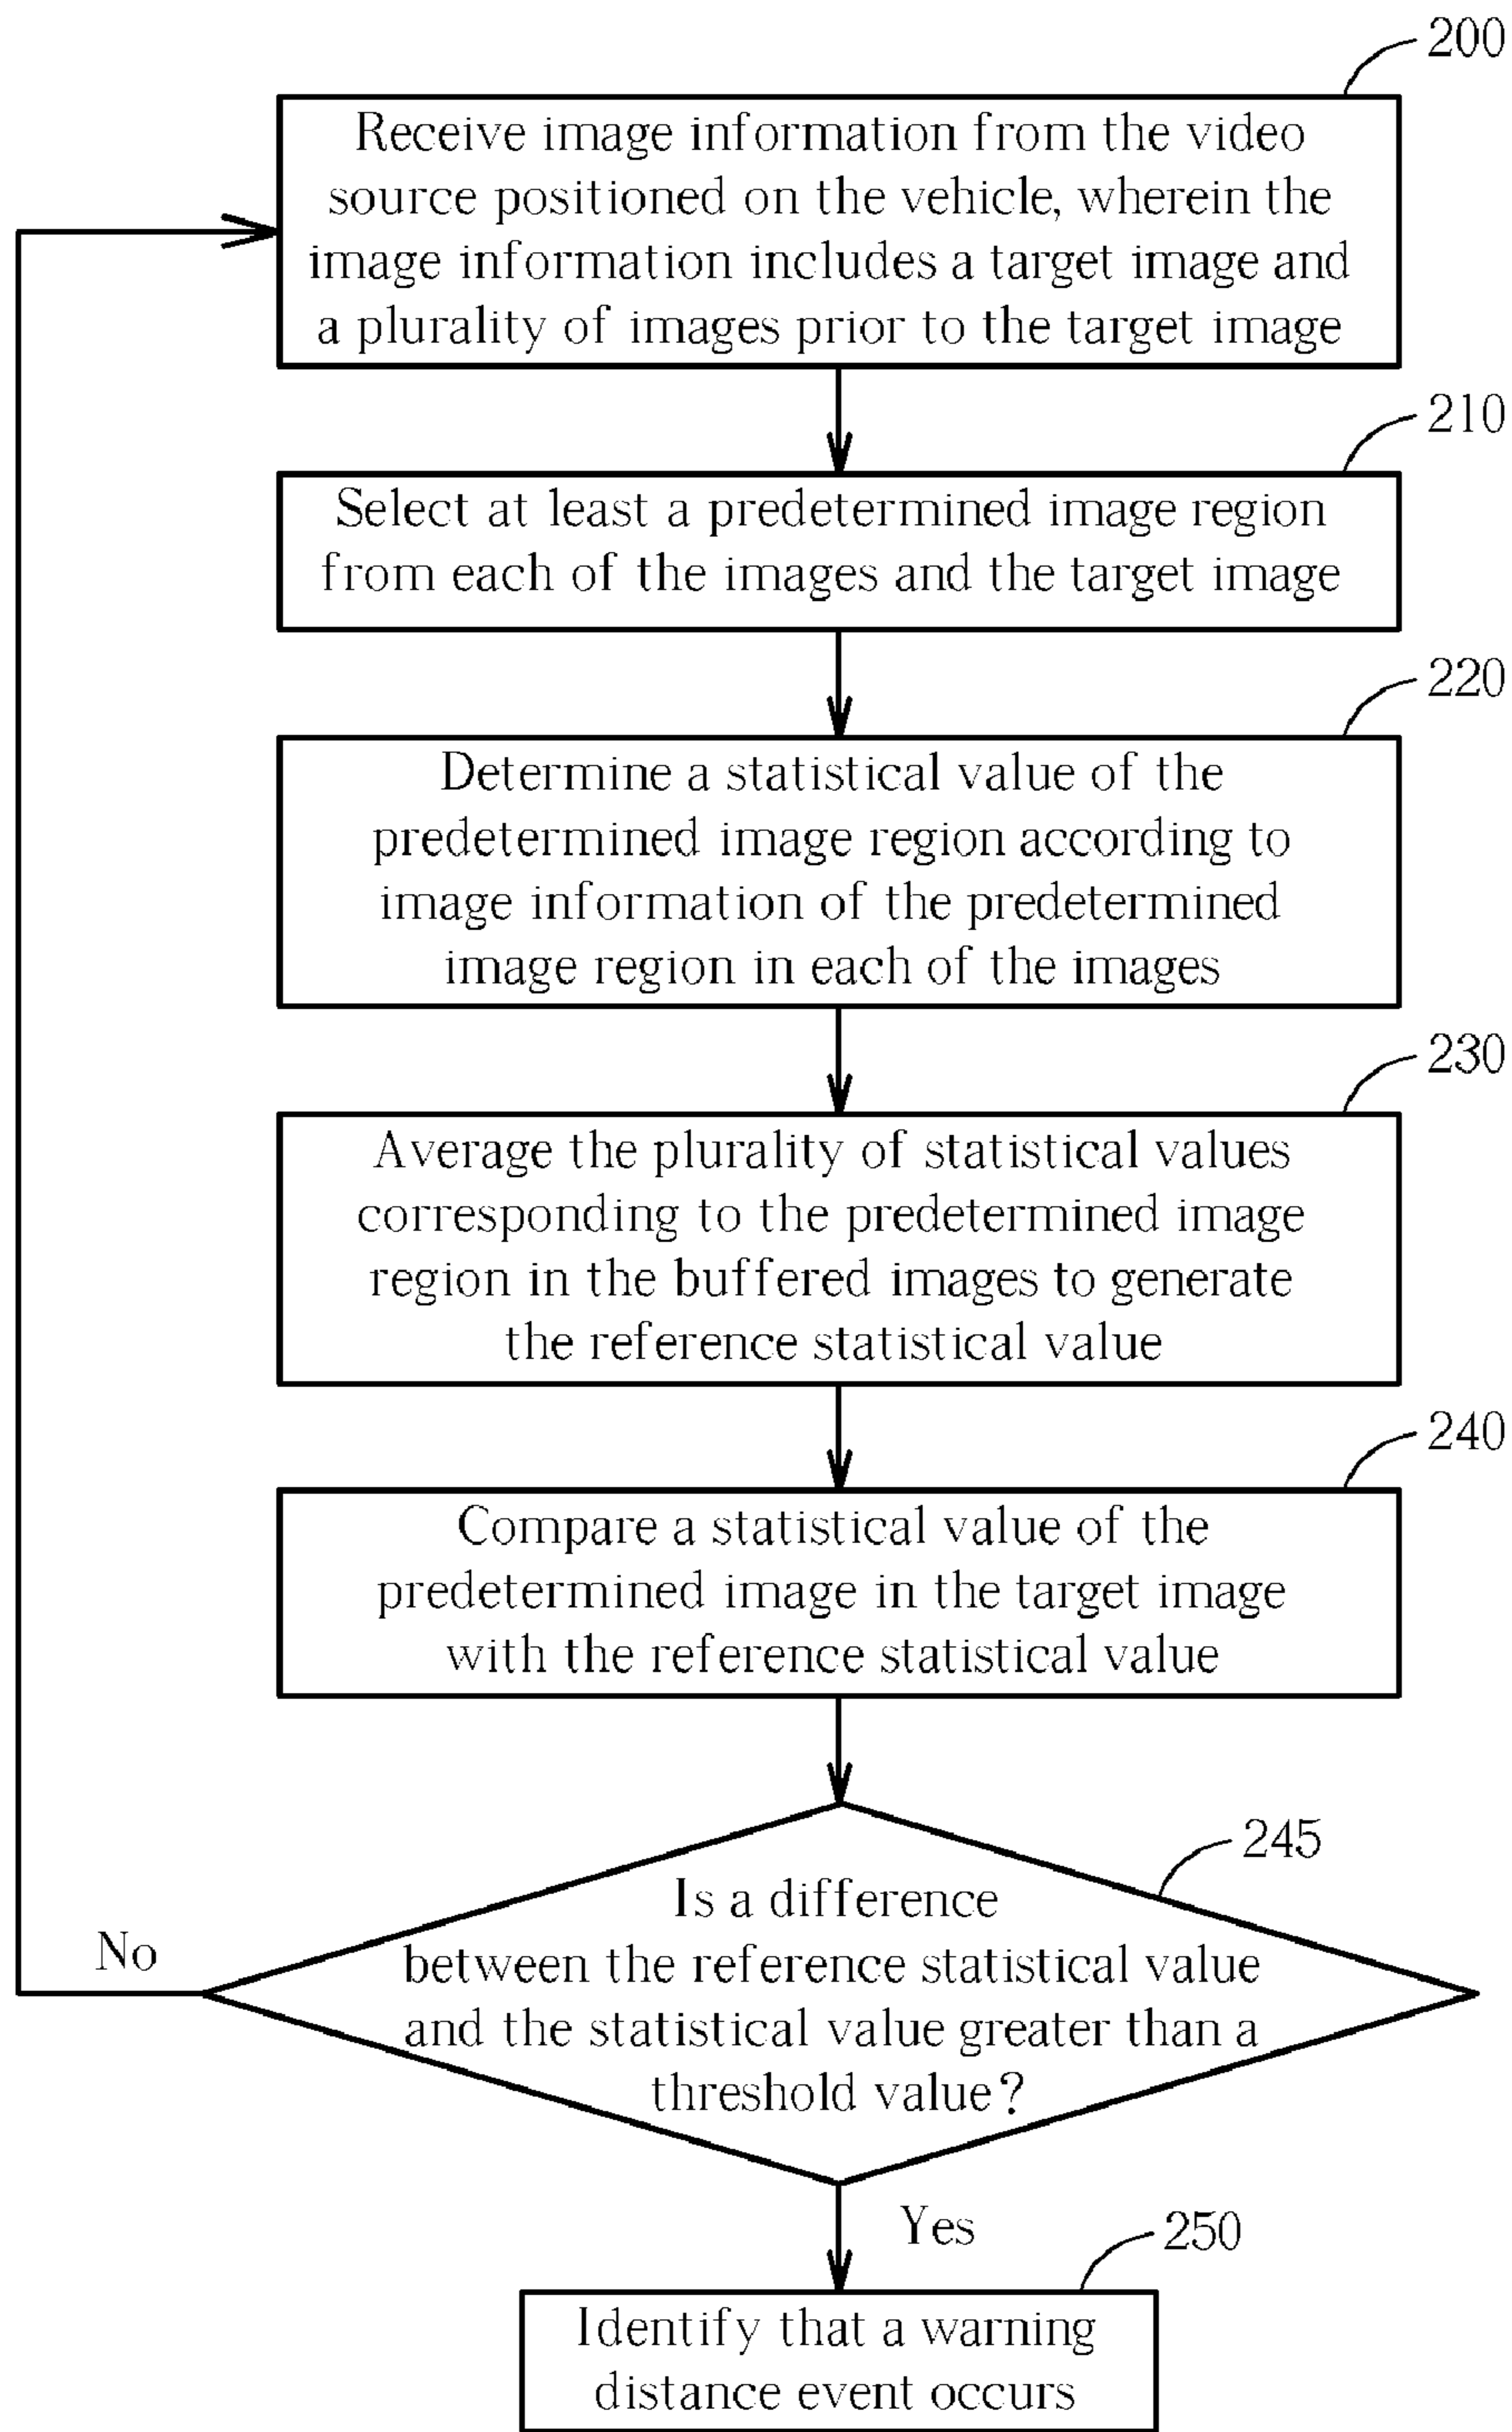 200
Receive image information from the video
source positioned on the vehicle, wherein the
image information includes a target image and
a plurality of images prior to the target image
210
Select at least a predetermined image region
from each of the images and the target image
220
Determine a statistical value of the
predetermined image region according to
image information of the predetermined
image region in each of the images
230
Average the plurality of statistical values
corresponding to the predetermined image
region in the buffered images to generate
the reference statistical value
240
Compare a statistical value of the
predetermined image in the target image
with the reference statistical value
245
Is a difference
between the reference statistical value
and the statistical value greater than a
threshold value?
No
Yes
250
Identify that a warning
distance event occurs